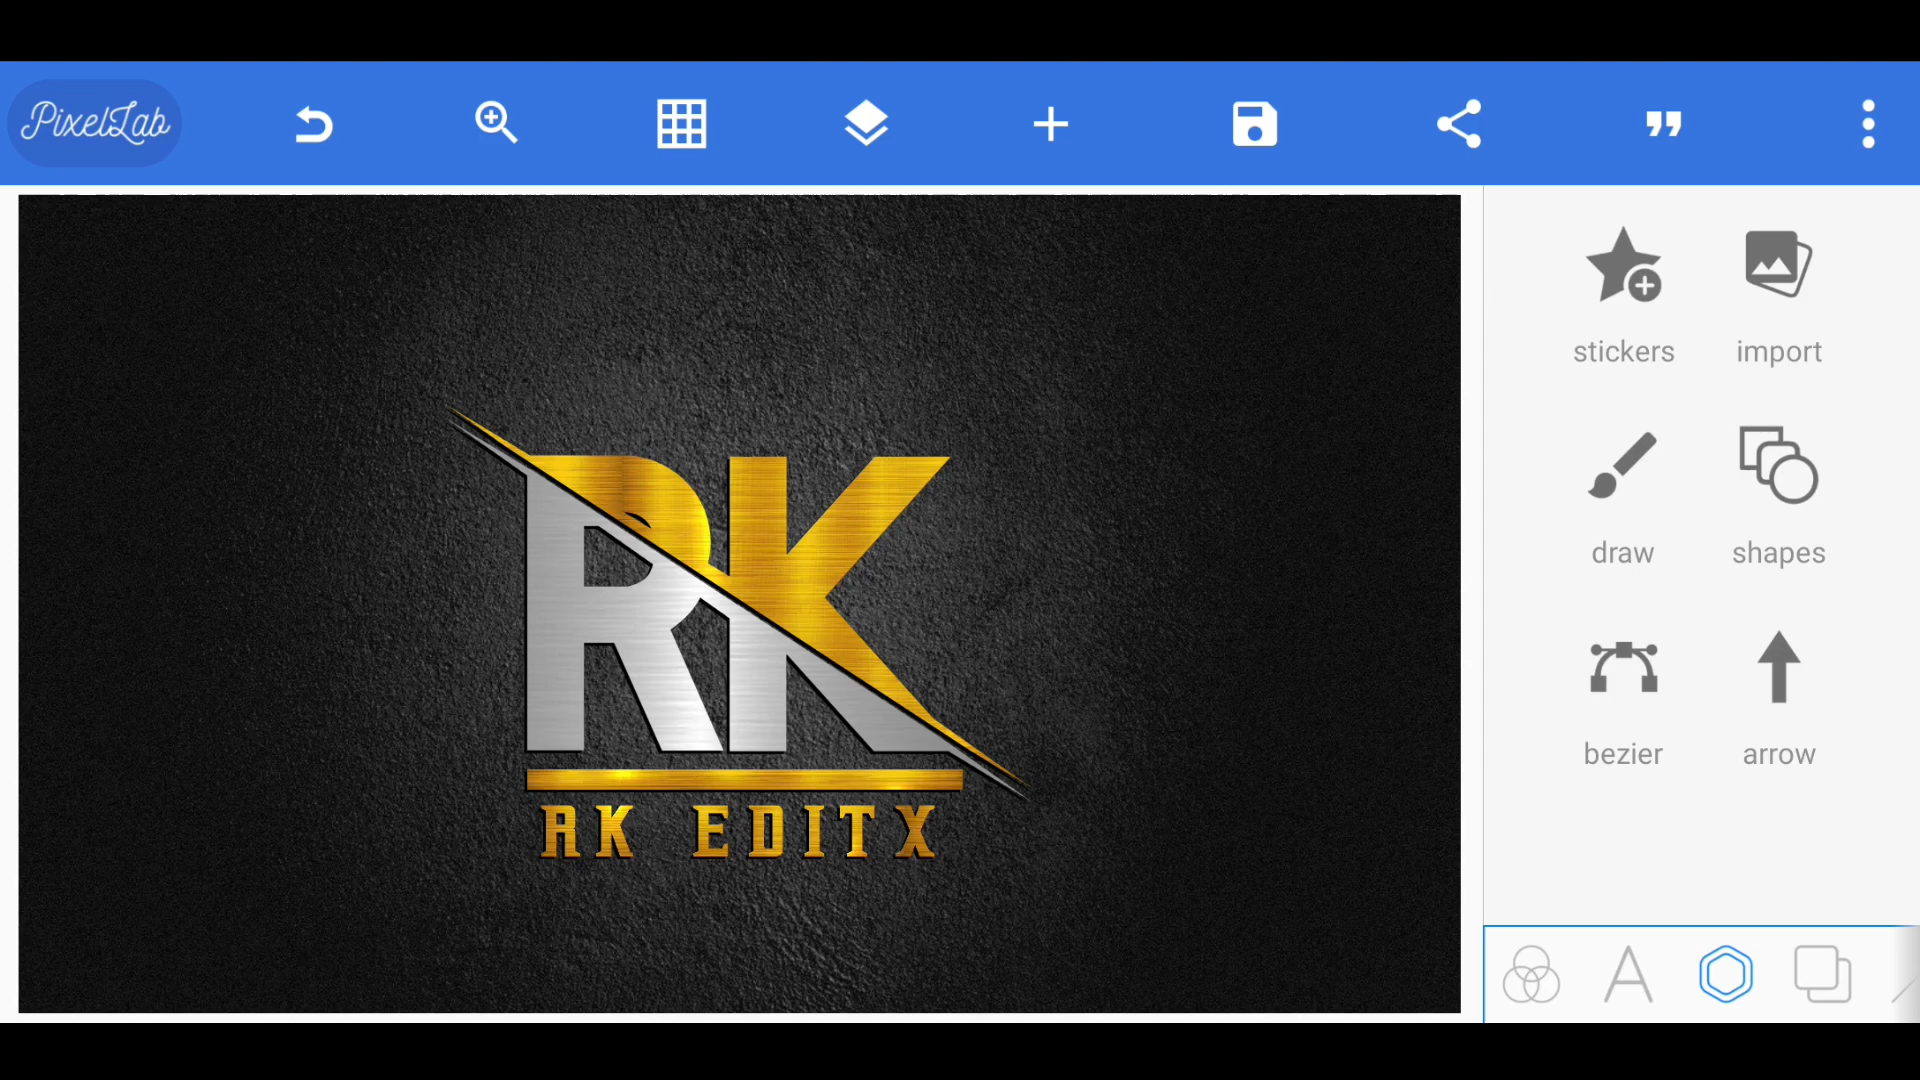 PixelLab
stickers import
draw shapes
bezier arrow
RK
RK EDITX